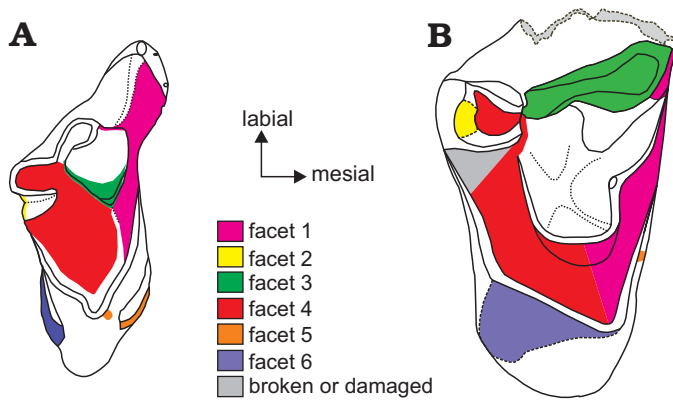 A
B
labial
mesial
facet 1
facet 2
facet 3
facet 4
facet 5
facet 6
broken or damaged